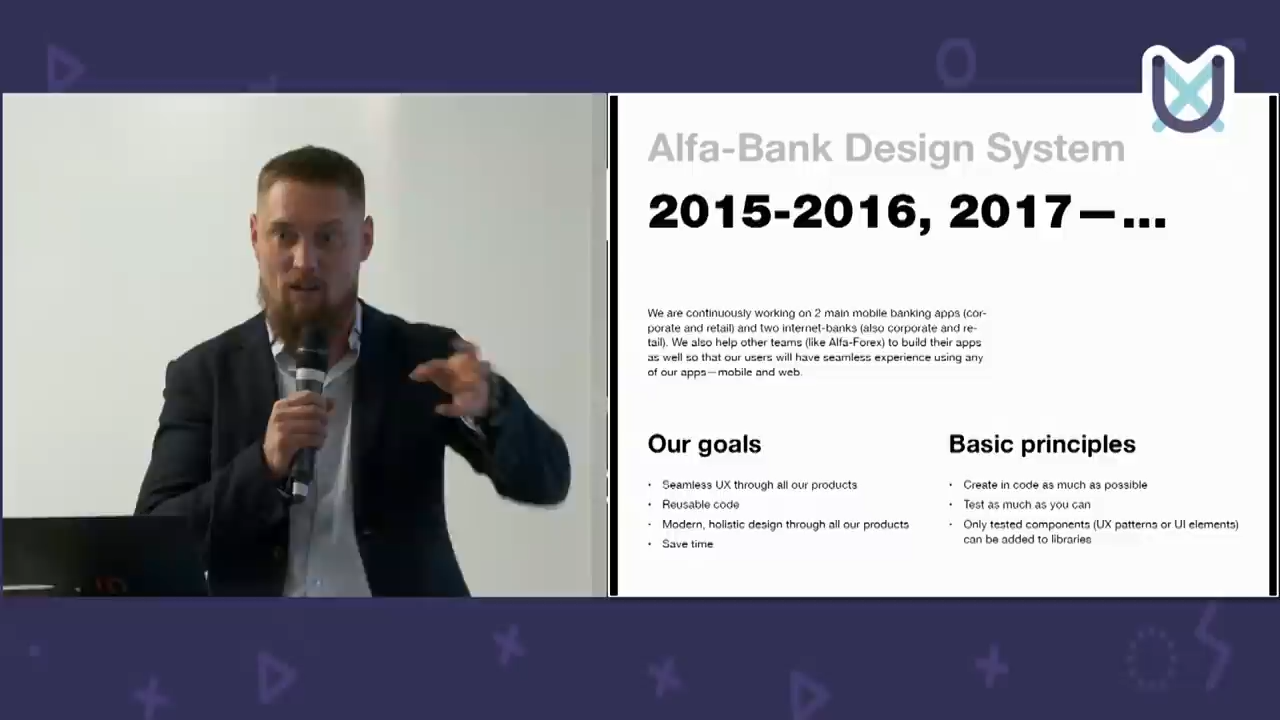 Alfa-Bank Design System
2015-2016, 2017—...
We are continuously working on 2 main mobile banking apps (cor-
porate and retail) and two internet-banks (also corporate and re-
tail). We also help other teams (like Alfa-Forex) to build their apps
as well so that our users will have seamless experience using any
of our apps—mobile and web.
Our goals
• Seamless UX through all our products
• Reusable code
• Modern, holistic design through all our products
• Save time
Basic principles
• Create in code as much as possible
• Test as much as you can
• Only tested components (UX patterns or UI elements)
can be added to libraries